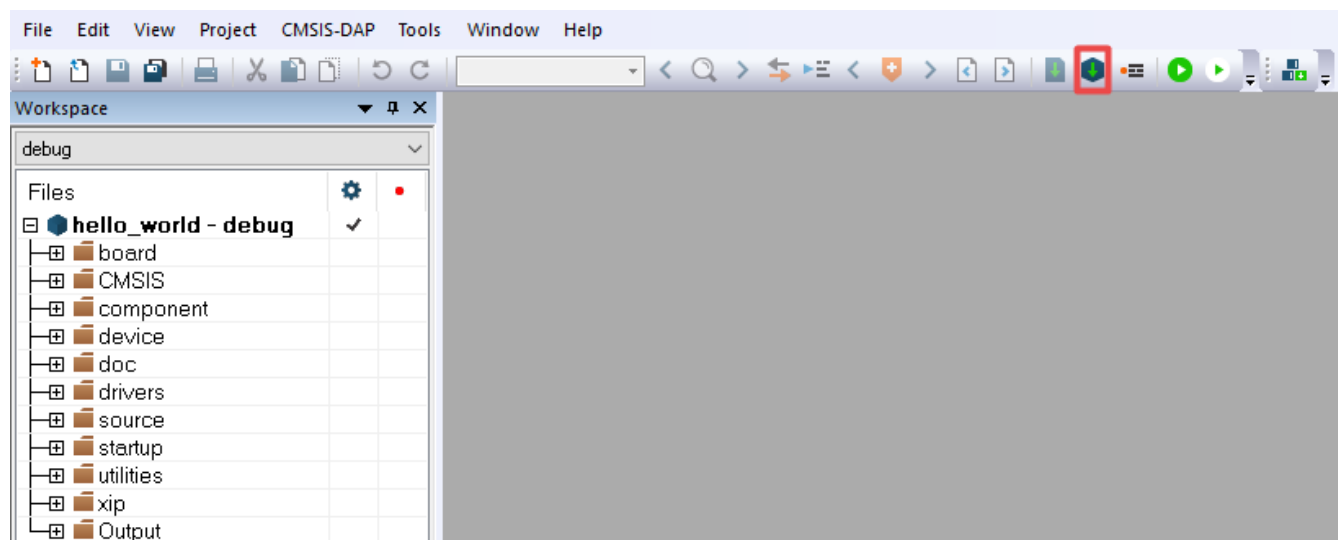 File Edit View Project CMSIS-DAP Tools Window Help
Workspace
debug
Files
hello_world - debug
board
CMSIS
component
device
doc
drivers
source
startup
utilities
xip
Output